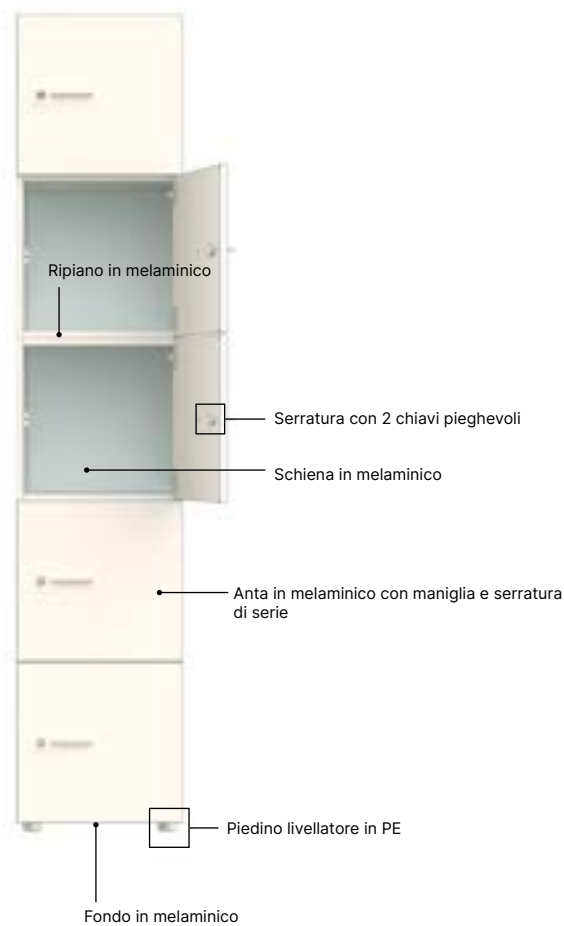 Ripiano in melaminico
Serratura con 2 chiavi pieghevoli
Schiena in melaminico
Anta in melaminico con maniglia e serratura
di serie
Piedino livellatore in PE
Fondo in melaminico